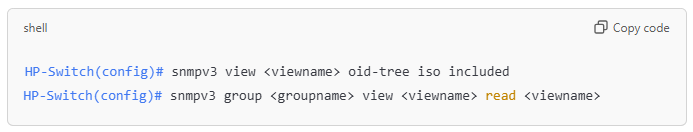 shell
Copy code
HP-Switch(config)# snmpv3 view <viewname> oid-tree iso included
HP-Switch(config)# snmpv3 group <groupname> view <viewname> read <viewname>